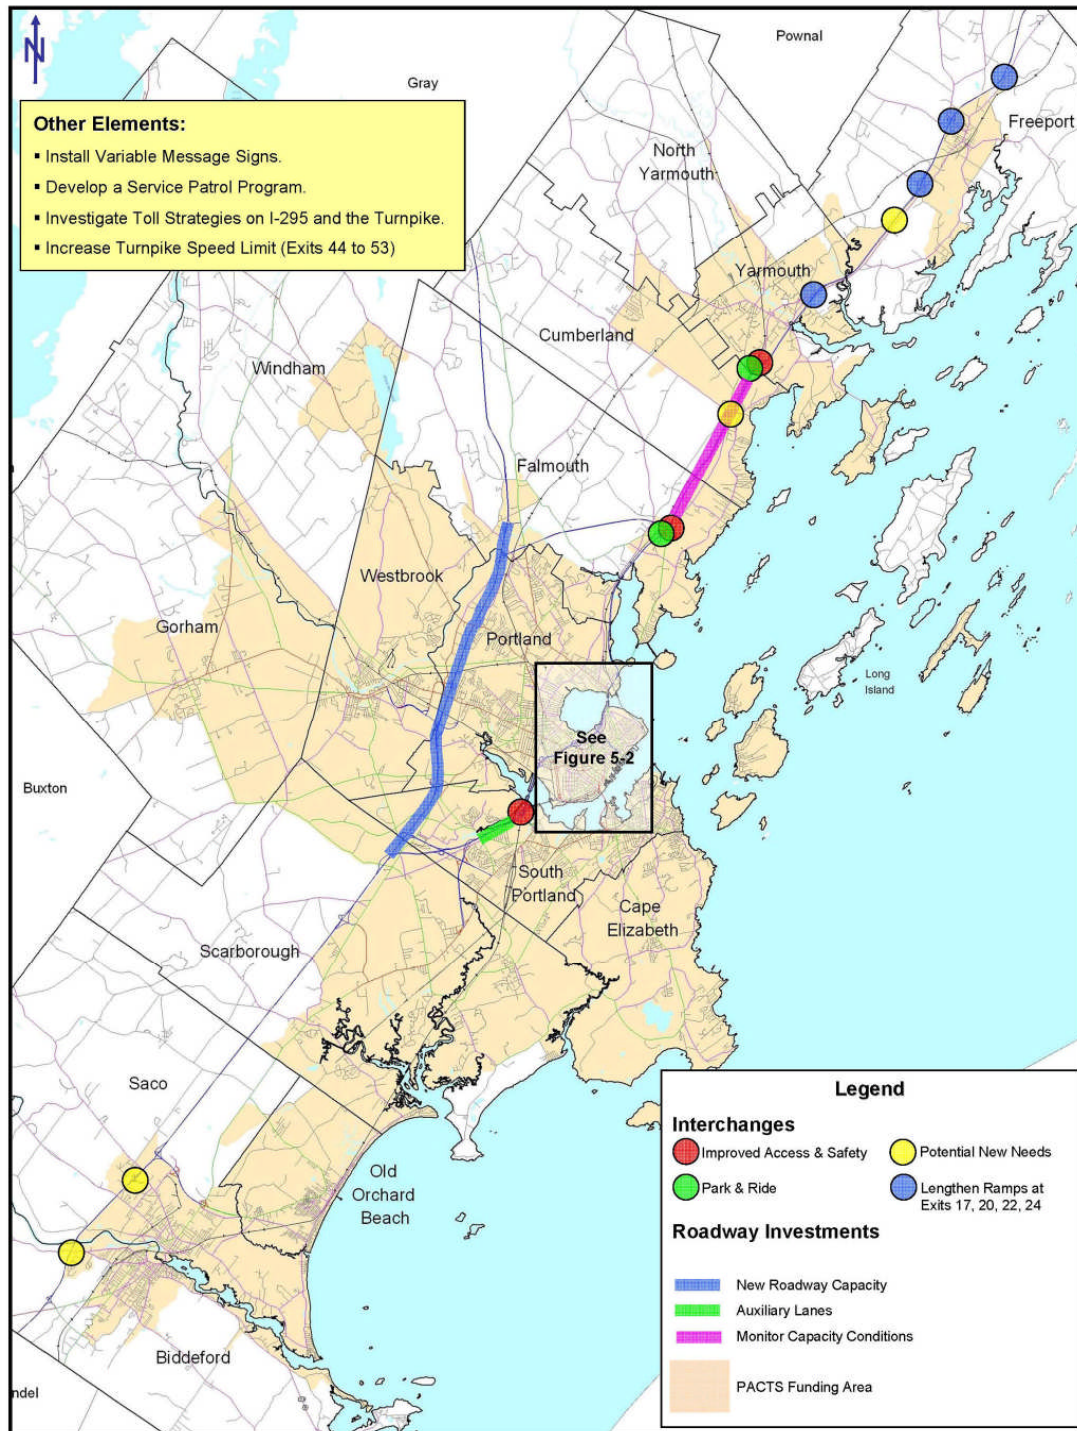 N
Pownal
Gray
Freeport
Other Elements:
▪ Install Variable Message Signs.
▪ Develop a Service Patrol Program.
▪ Investigate Toll Strategies on I-295 and the Turnpike.
▪ Increase Turnpike Speed Limit (Exits 44 to 53)
North
Yarmouth
Yarmouth
Cumberland
Windham
Falmouth
Westbrook
Gorham
Portland
Long
Island
See
Figure 5-2
Buxton
South
Portland
Cape
Elizabeth
Scarborough
Saco
Old
Orchard
Beach
Biddeford
ndel
Legend
Interchanges
Improved Access & Safety
Potential New Needs
Park & Ride
Lengthen Ramps at
Exits 17, 20, 22, 24
Roadway Investments
New Roadway Capacity
Auxiliary Lanes
Monitor Capacity Conditions
PACTS Funding Area